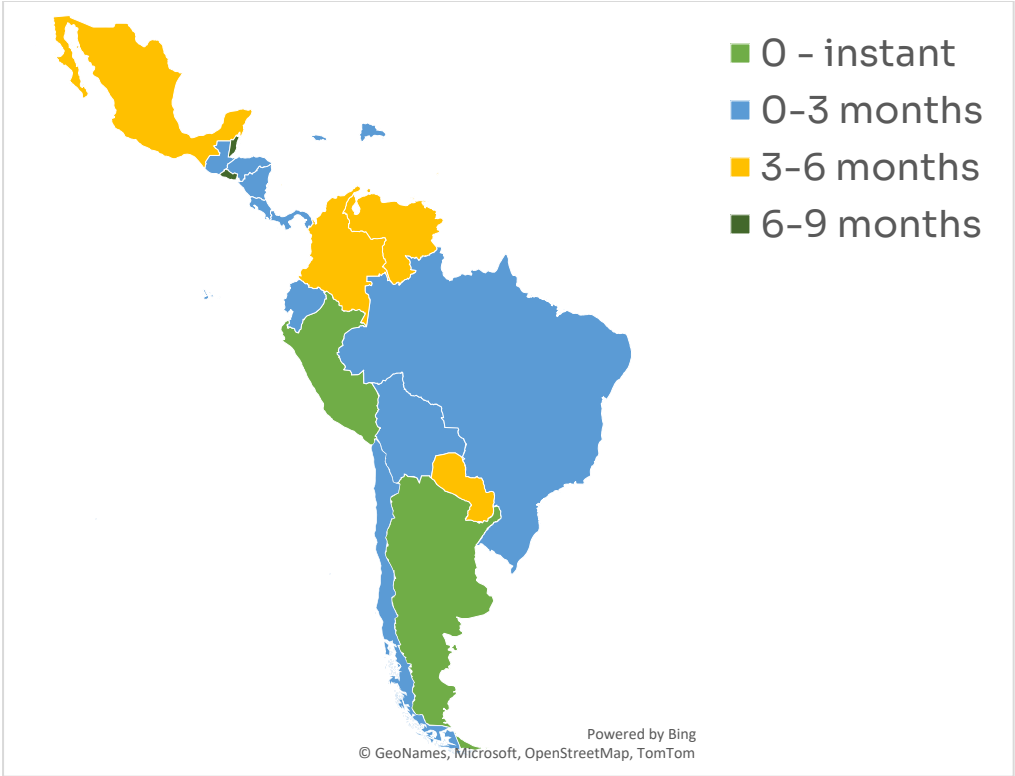 0 - instant
0-3 months
3-6 months
6-9 months
Powered by Bing
© GeoNames, Microsoft, OpenStreetMap, TomTom